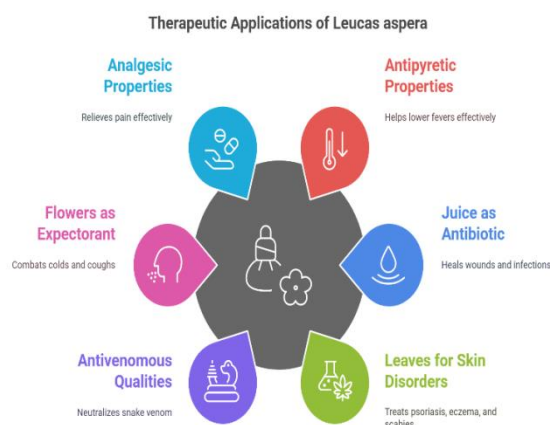 Therapeutic Applications of Leucas aspera
Analgesic
Properties
Relieves pain effectively
Antipyretic
Properties
Helps lower fevers effectively
Flowers as
Expectorant
Combats colds and coughs
Juice as
Antibiotic
Heals wounds and infections
Antivenomous
Qualities
Neutralizes snake venom
Leaves for Skin
Disorders
Treats psoriasis, eczema, and
scabies